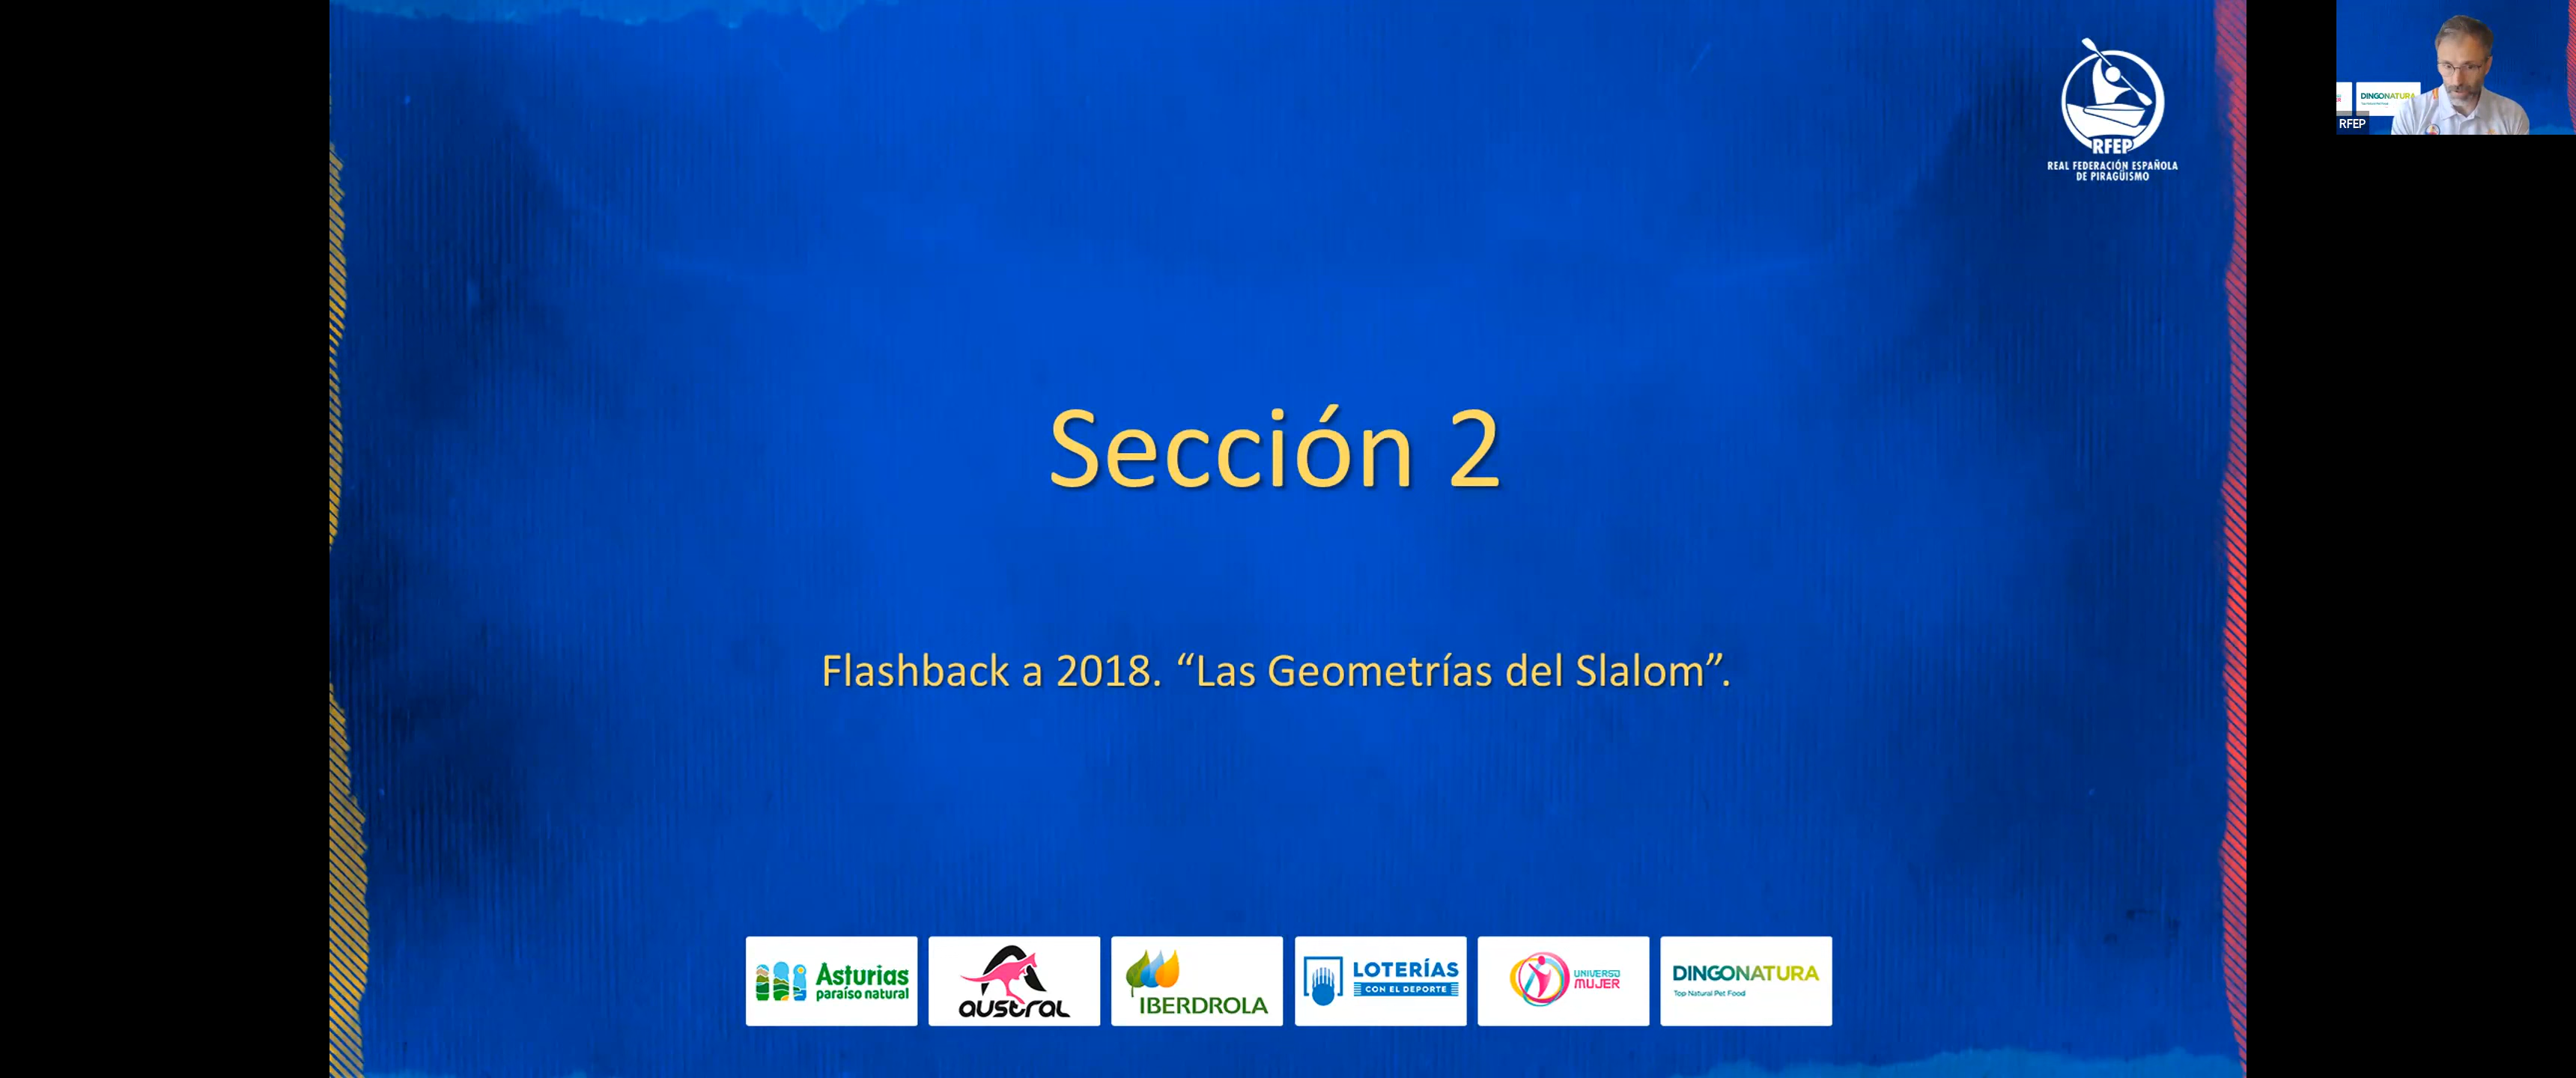 RFEP
REAL FEDERACIÓN ESPAÑOLA
DE PIRAGÜISMO
DINGONATURA
RFEP
Sección 2
Flashback a 2018. “Las Geometrías del Slalom”.
Asturias
paraíso natural
austral
IBERDROLA
LOTERÍAS
CON EL DEPORTE
UNIVERSO
MUJER
DINGONATURA
Top Natural Pet Food